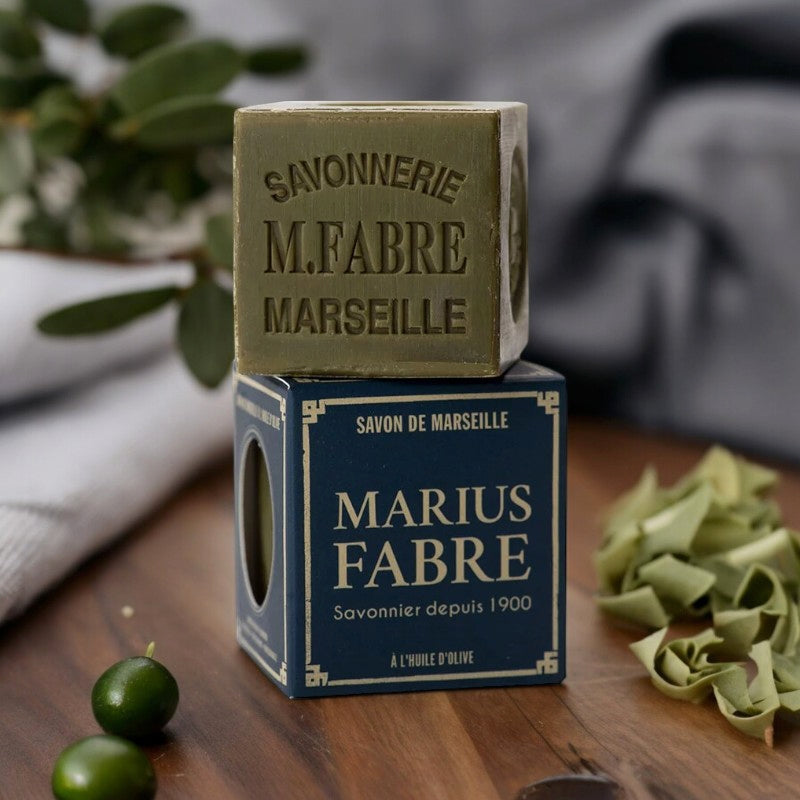 SAVONNERIE
M.FABRE
MARSEILLE
SAVON DE MARSEILLE
MARIUS
FABRE
Savonnier depuis 1900
À L'HUILE D'OLIVE